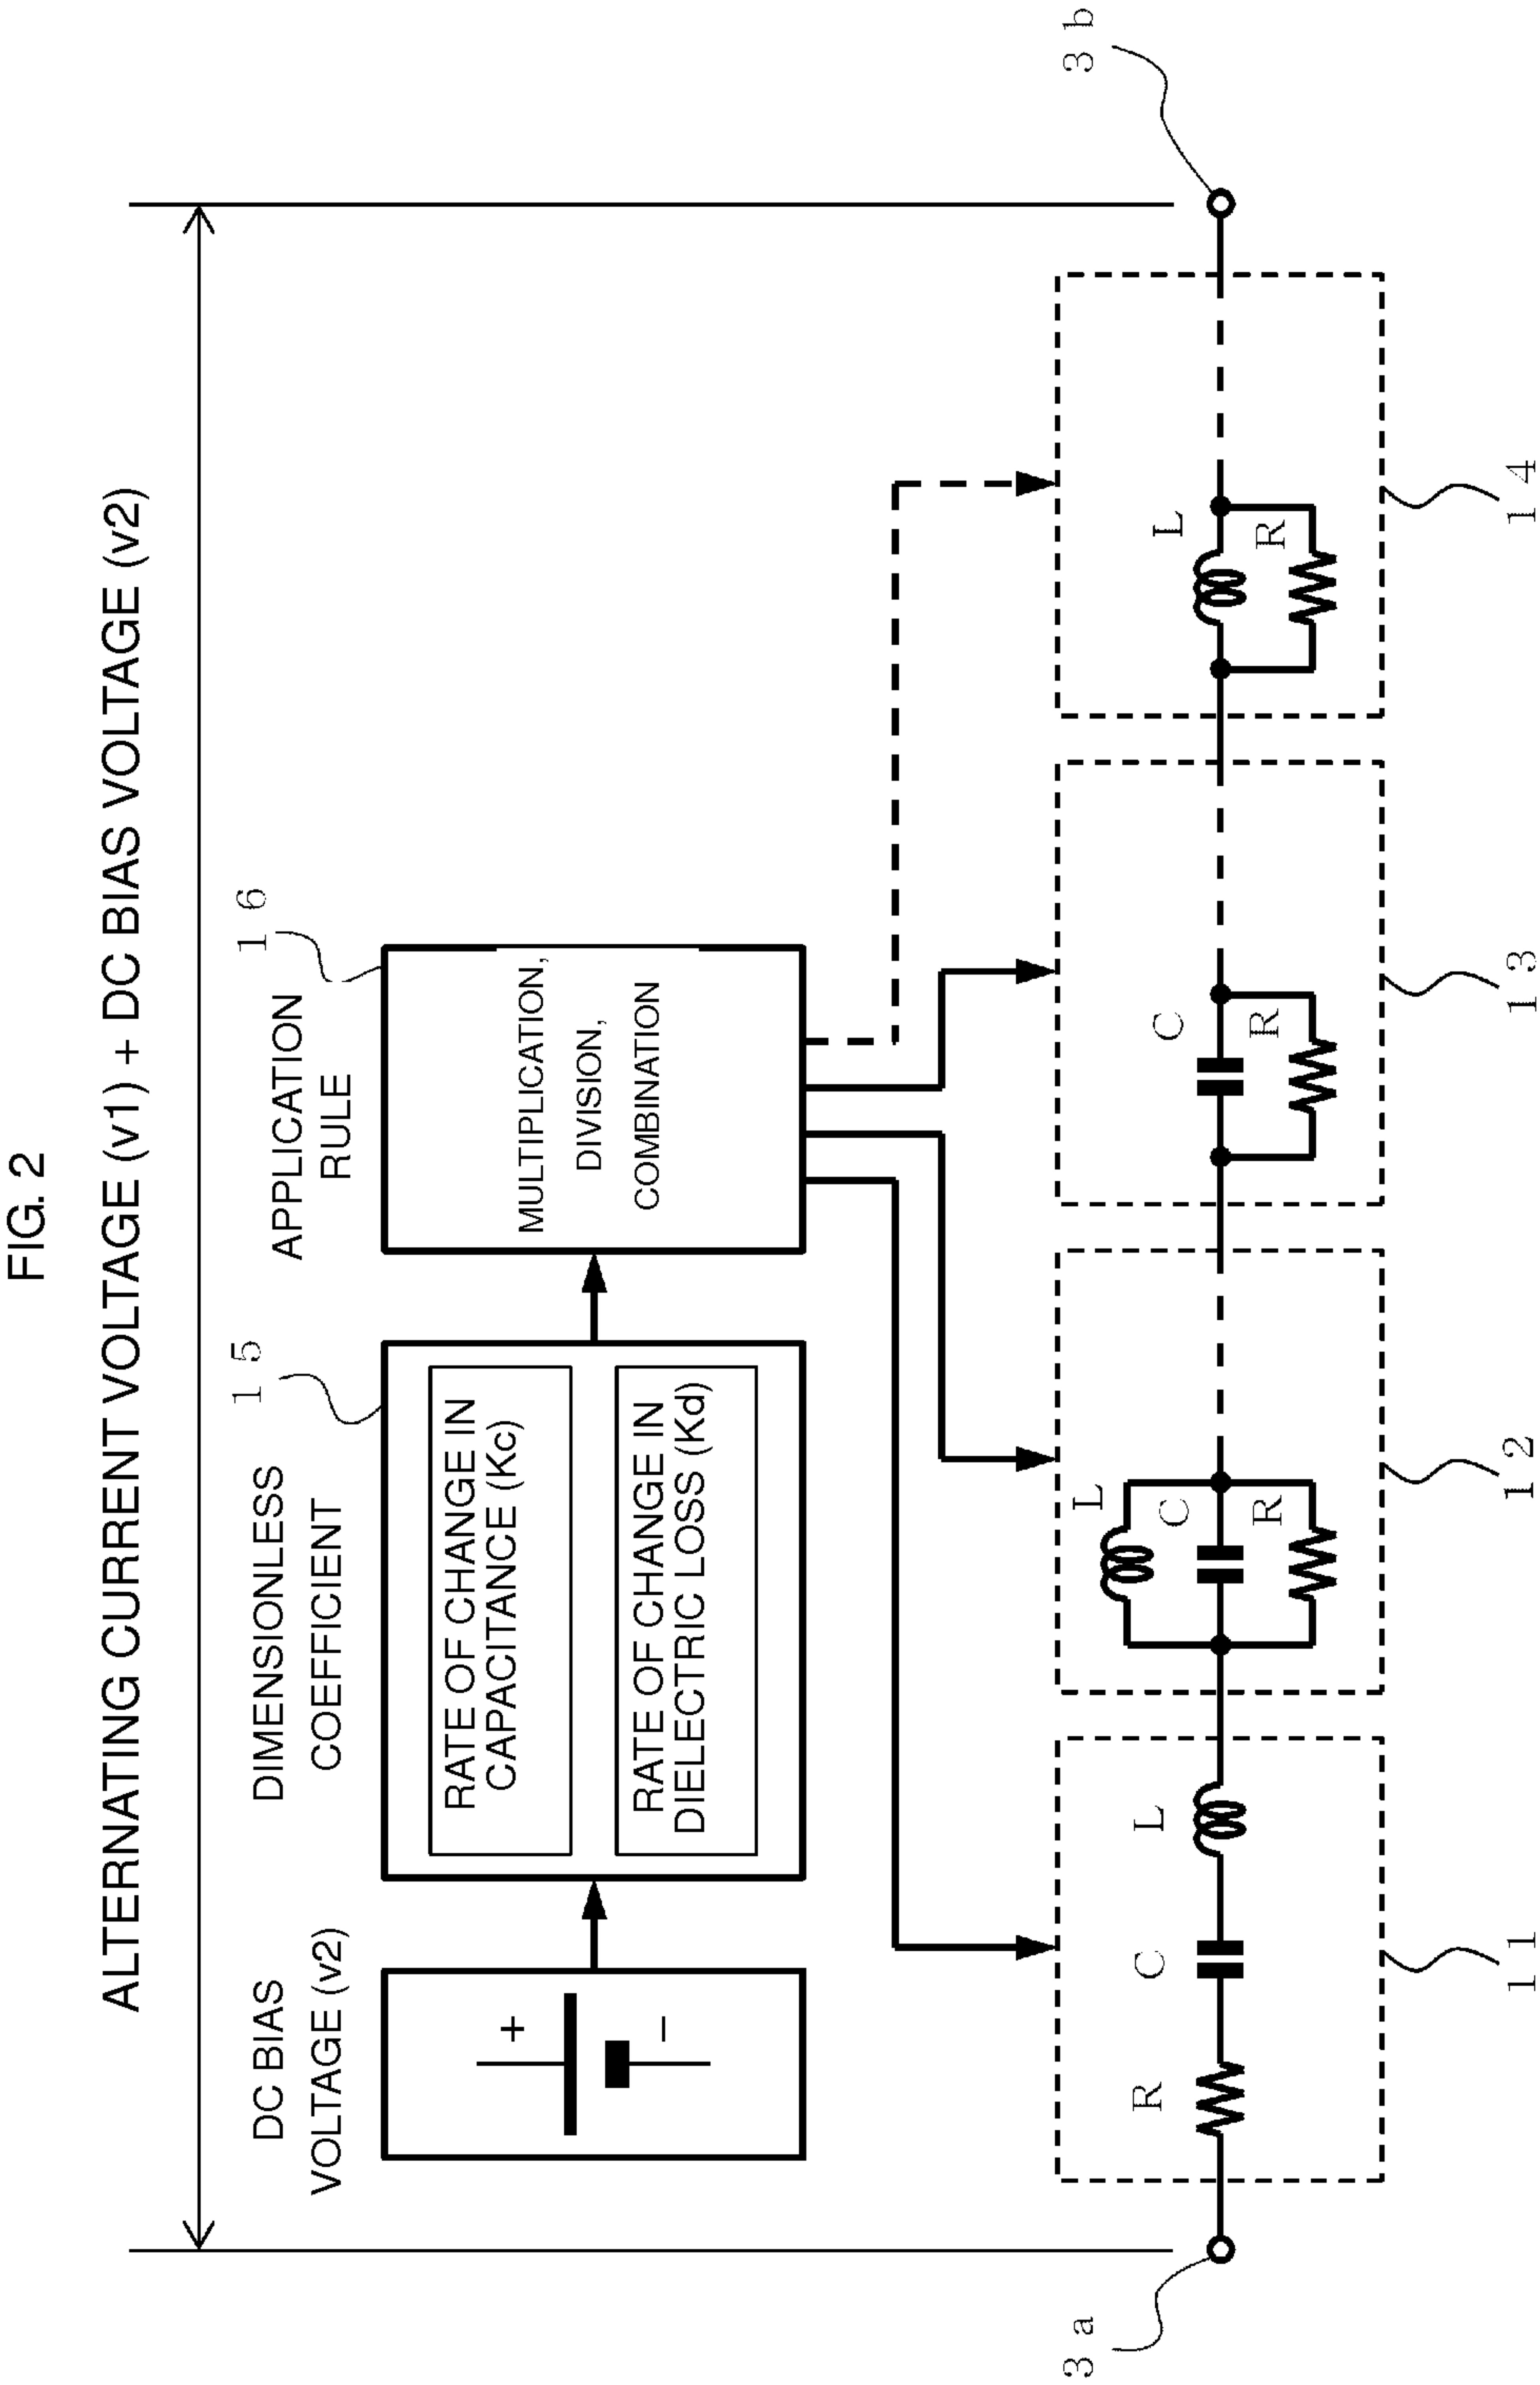 FIG. 2
ALTERNATING CURRENT VOLTAGE (v1) + DC BIAS VOLTAGE (v2)
DC BIAS
VOLTAGE (v2)
+
−
DIMENSIONLESS
COEFFICIENT
15
RATE OF CHANGE IN
CAPACITANCE (Kc)
RATE OF CHANGE IN
DIELECTRIC LOSS (Kd)
APPLICATION
RULE
16
MULTIPLICATION,
DIVISION,
COMBINATION
3a
R
C
L
L
C
R
C
R
L
R
3b
11
12
13
14